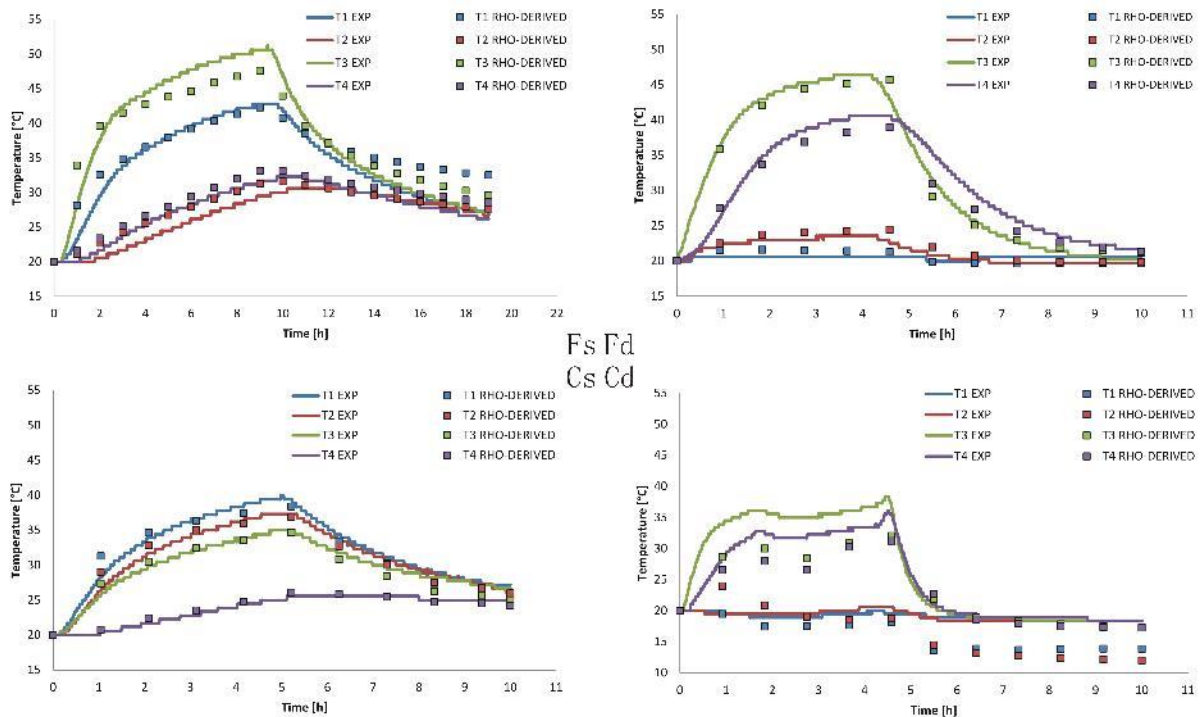 55
50
45
40
35
30
25
20
15
Temperature [°C]
T1 EXP
T2 EXP
T3 EXP
T4 EXP
T1 RHO-DERIVED
T2 RHO-DERIVED
T3 RHO-DERIVED
T4 RHO-DERIVED
0 2 4 6 8 10 12 14 16 18 20 22
Time [h]
55
50
45
40
35
30
25
20
15
Temperature [°C]
T1 EXP
T2 EXP
T3 EXP
T4 EXP
T1 RHO-DERIVED
T2 RHO-DERIVED
T3 RHO-DERIVED
T4 RHO-DERIVED
0 1 2 3 4 5 6 7 8 9 10 11
Time [h]
Fs Fd
Cs Cd
55
50
45
40
35
30
25
20
15
Temperature [°C]
T1 EXP
T2 EXP
T3 EXP
T4 EXP
T1 RHO-DERIVED
T2 RHO-DERIVED
T3 RHO-DERIVED
T4 RHO-DERIVED
0 1 2 3 4 5 6 7 8 9 10 11
Time [h]
55
50
45
40
35
30
25
20
15
10
Temperature [°C]
T1 EXP
T2 EXP
T3 EXP
T4 EXP
T1 RHO-DERIVED
T2 RHO-DERIVED
T3 RHO-DERIVED
T4 RHO-DERIVED
0 1 2 3 4 5 6 7 8 9 10 11
Time [h]